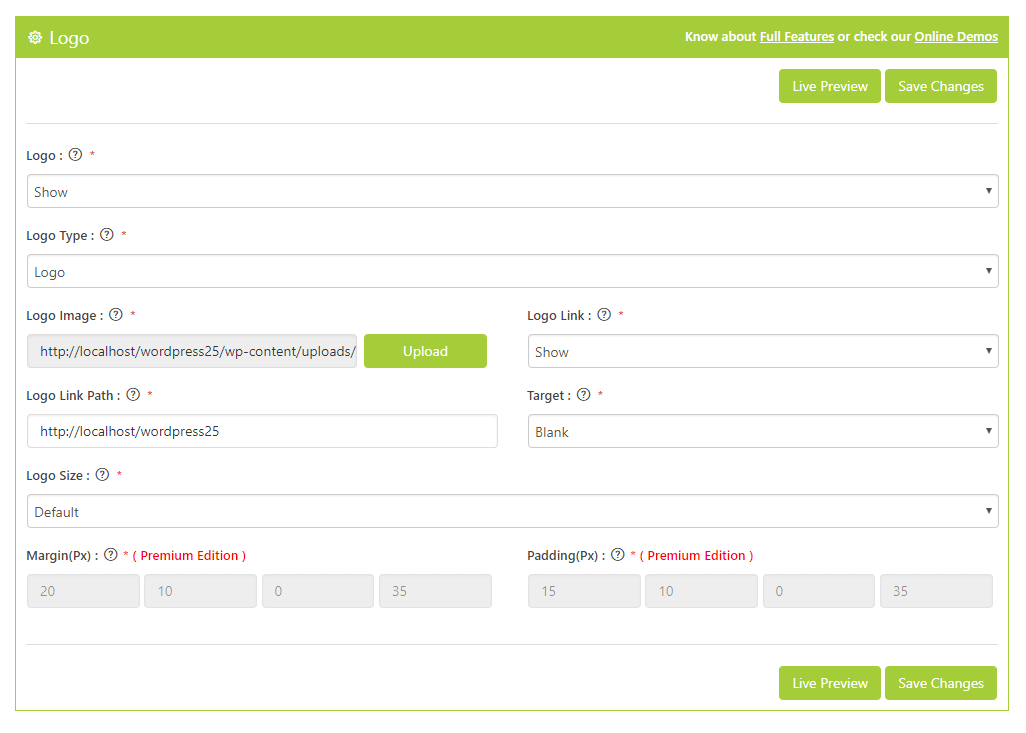 Logo
Know about Full Features or check our Online Demos
Live Preview
Save Changes
Logo : ? *
Show
Logo Type : ? *
Logo
Logo Image : ? *
Logo Link : ? *
http://localhost/wordpress25/wp-content/uploads/
Upload
Show
Logo Link Path : ? *
Target : ? *
http://localhost/wordpress25
Blank
Logo Size : ? *
Default
Margin(Px) : ? * ( Premium Edition )
Padding(Px) : ? * ( Premium Edition )
20
10
0
35
15
10
0
35
Live Preview
Save Changes